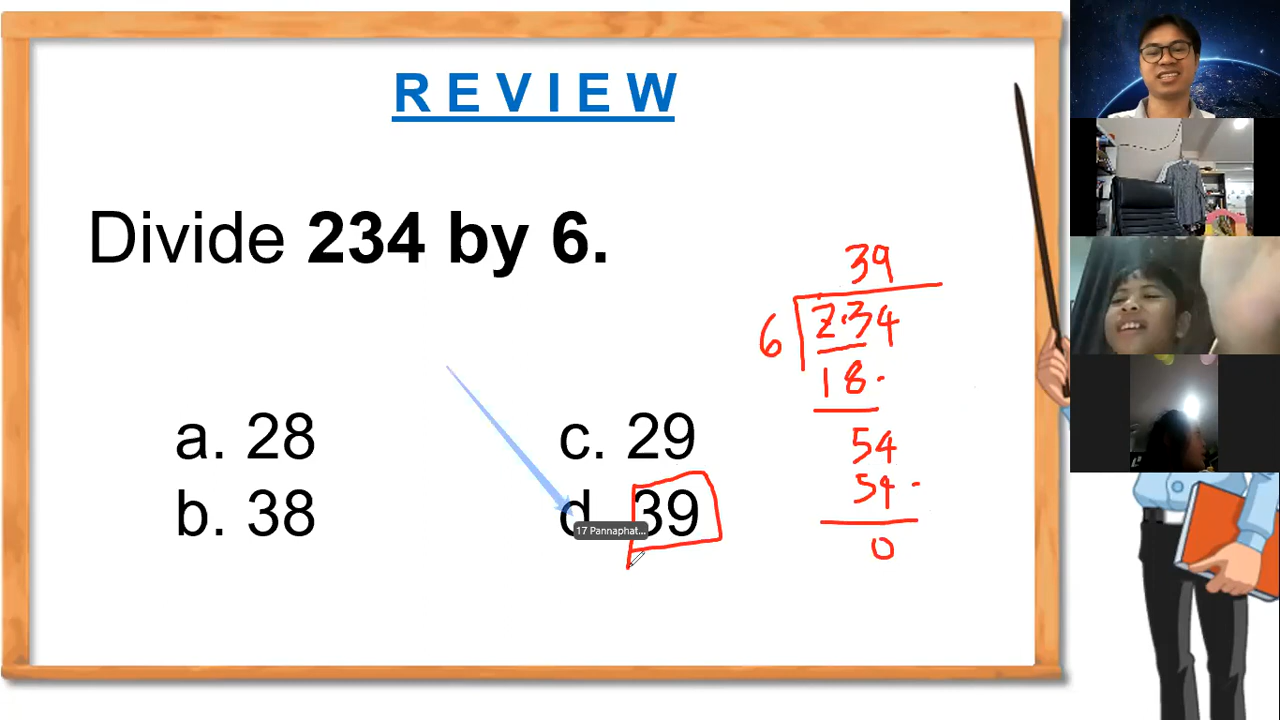 REVIEW
Divide 234 by 6.
a. 28
b. 38
c. 29
d. 39
17 Pannaphat...
39
6 234
18
54
54
0